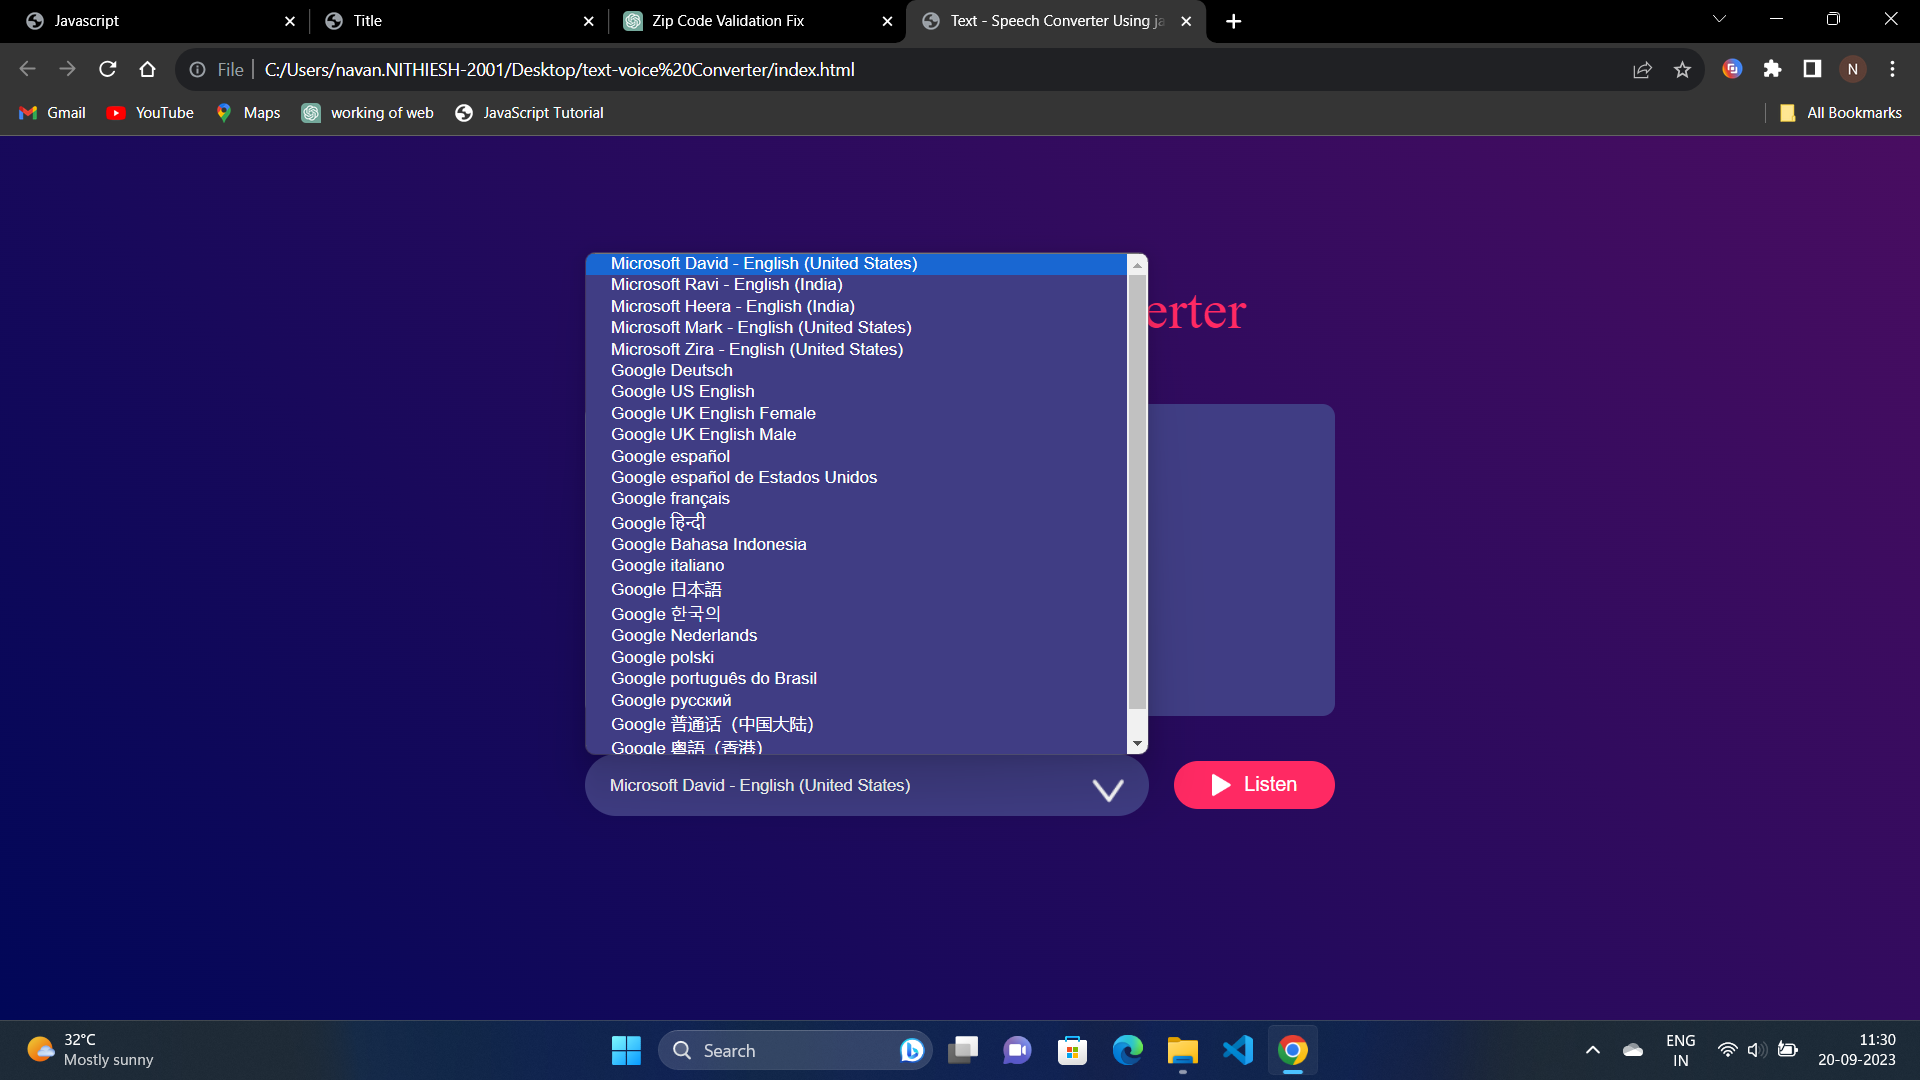 Javascript
Title
Zip Code Validation Fix
Text - Speech Converter Using ja
File
C:/Users/navan.NITHIESH-2001/Desktop/text-voice%20Converter/index.html
N
Gmail
YouTube
Maps
working of web
JavaScript Tutorial
All Bookmarks
erter
Microsoft David - English (United States)
Microsoft Ravi - English (India)
Microsoft Heera - English (India)
Microsoft Mark - English (United States)
Microsoft Zira - English (United States)
Google Deutsch
Google US English
Google UK English Female
Google UK English Male
Google español
Google español de Estados Unidos
Google français
Google हिन्दी
Google Bahasa Indonesia
Google italiano
Google 日本語
Google 한국의
Google Nederlands
Google polski
Google português do Brasil
Google русский
Google 普通话（中国大陆）
Google 粤語（香港）
Microsoft David - English (United States)
Listen
32°C
Mostly sunny
Search
ENG
IN
11:30
20-09-2023